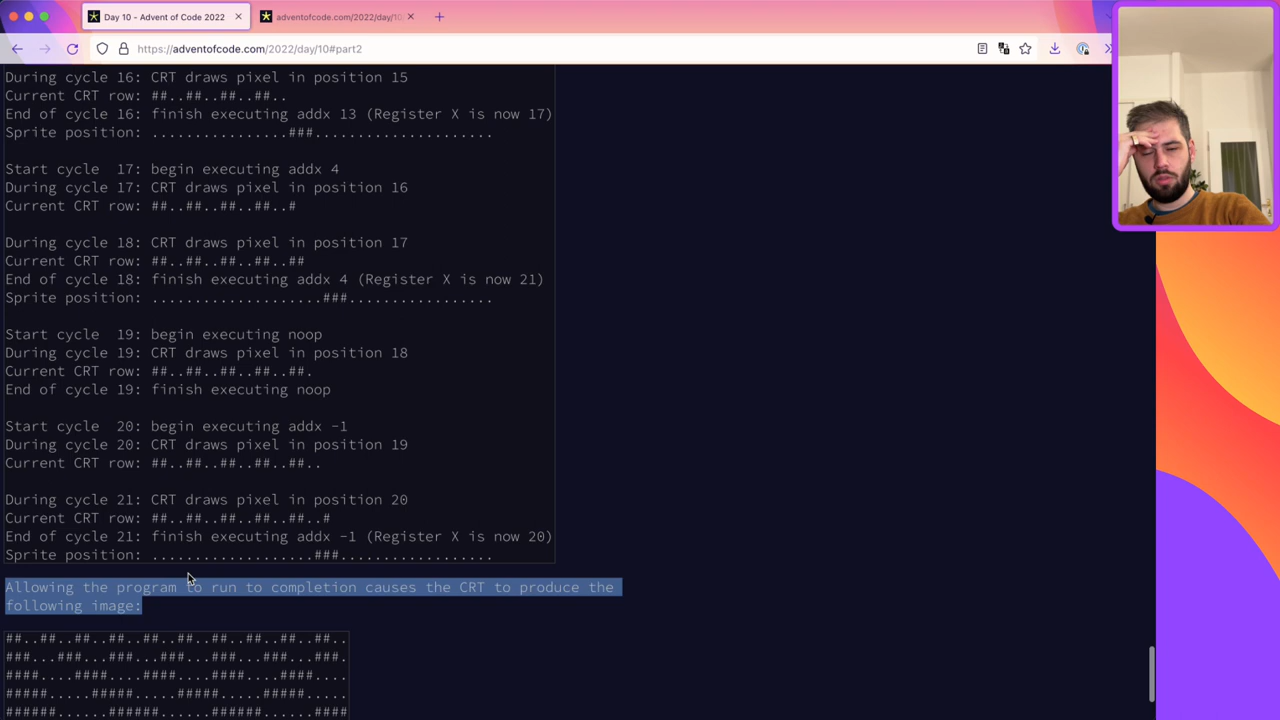 Day 10 - Advent of Code 2022
adventofcode.com/2022/day/10
https://adventofcode.com/2022/day/10#part2
During cycle 16: CRT draws pixel in position 15
Current CRT row: ##..##..##..##..
End of cycle 16: finish executing addx 13 (Register X is now 17)
Sprite position: ................###.....................
Start cycle  17: begin executing addx 4
During cycle 17: CRT draws pixel in position 16
Current CRT row: ##..##..##..##..#
During cycle 18: CRT draws pixel in position 17
Current CRT row: ##..##..##..##..##
End of cycle 18: finish executing addx 4 (Register X is now 21)
Sprite position: ....................###.................
Start cycle  19: begin executing noop
During cycle 19: CRT draws pixel in position 18
Current CRT row: ##..##..##..##..##.
End of cycle 19: finish executing noop
Start cycle  20: begin executing addx -1
During cycle 20: CRT draws pixel in position 19
Current CRT row: ##..##..##..##..##..
During cycle 21: CRT draws pixel in position 20
Current CRT row: ##..##..##..##..##..#
End of cycle 21: finish executing addx -1 (Register X is now 20)
Sprite position: ...................###..................
Allowing the program to run to completion causes the CRT to produce the
following image:
##..##..##..##..##..##..##..##..##..##..
###...###...###...###...###...###...###.
####....####....####....####....####....
#####.....#####.....#####.....#####.....
######......######......######......####